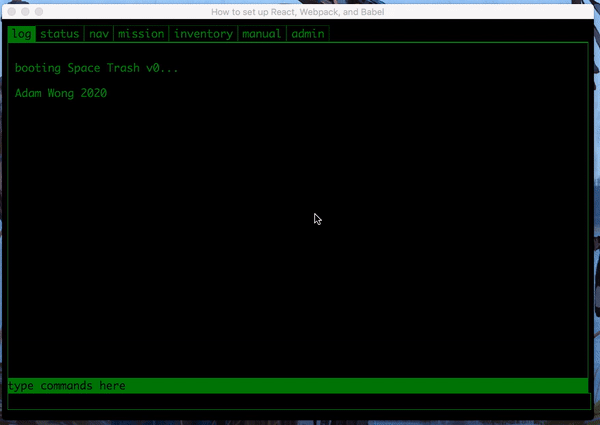 How to set up React, Webpack, and Babel
log status nav mission inventory manual admin
booting Space Trash v0...
Adam Wong 2020
type commands here